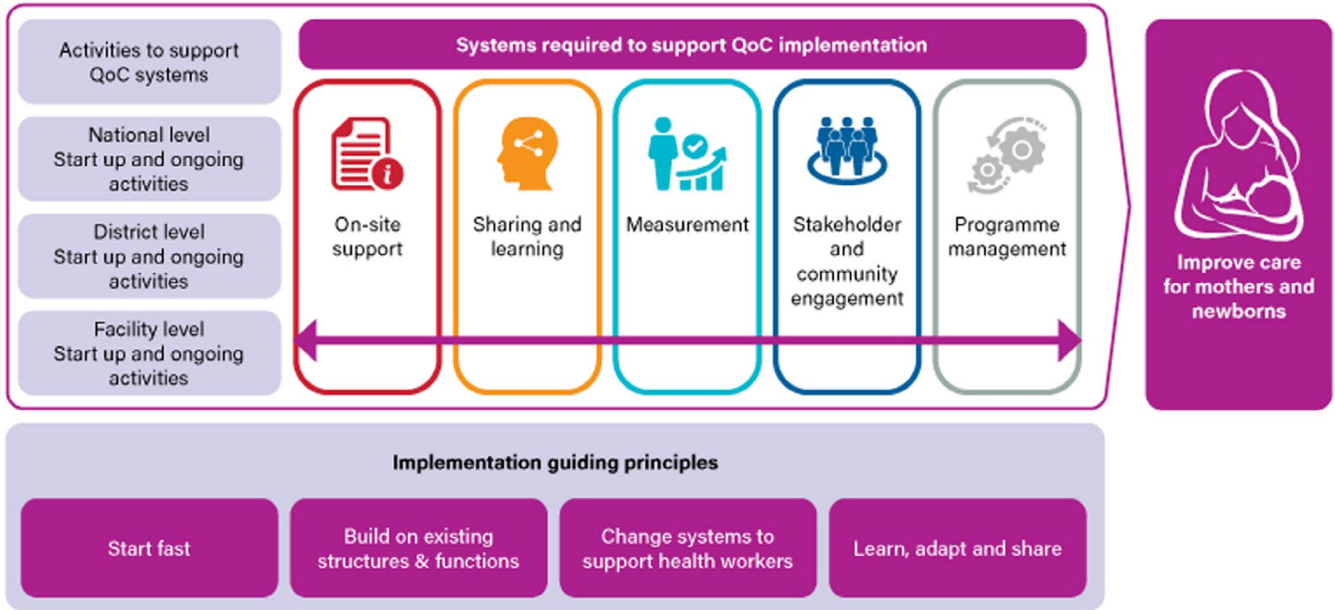 Activities to support
QoC systems
National level
Start up and ongoing
activities
District level
Start up and ongoing
activities
Facility level
Start up and ongoing
activities
Systems required to support QoC implementation
On-site
support
Sharing and
learning
Measurement
Stakeholder
and
community
engagement
Programme
management
Improve care
for mothers and
newborns
Implementation guiding principles
Start fast
Build on existing
structures & functions
Change systems to
support health workers
Learn, adapt and share